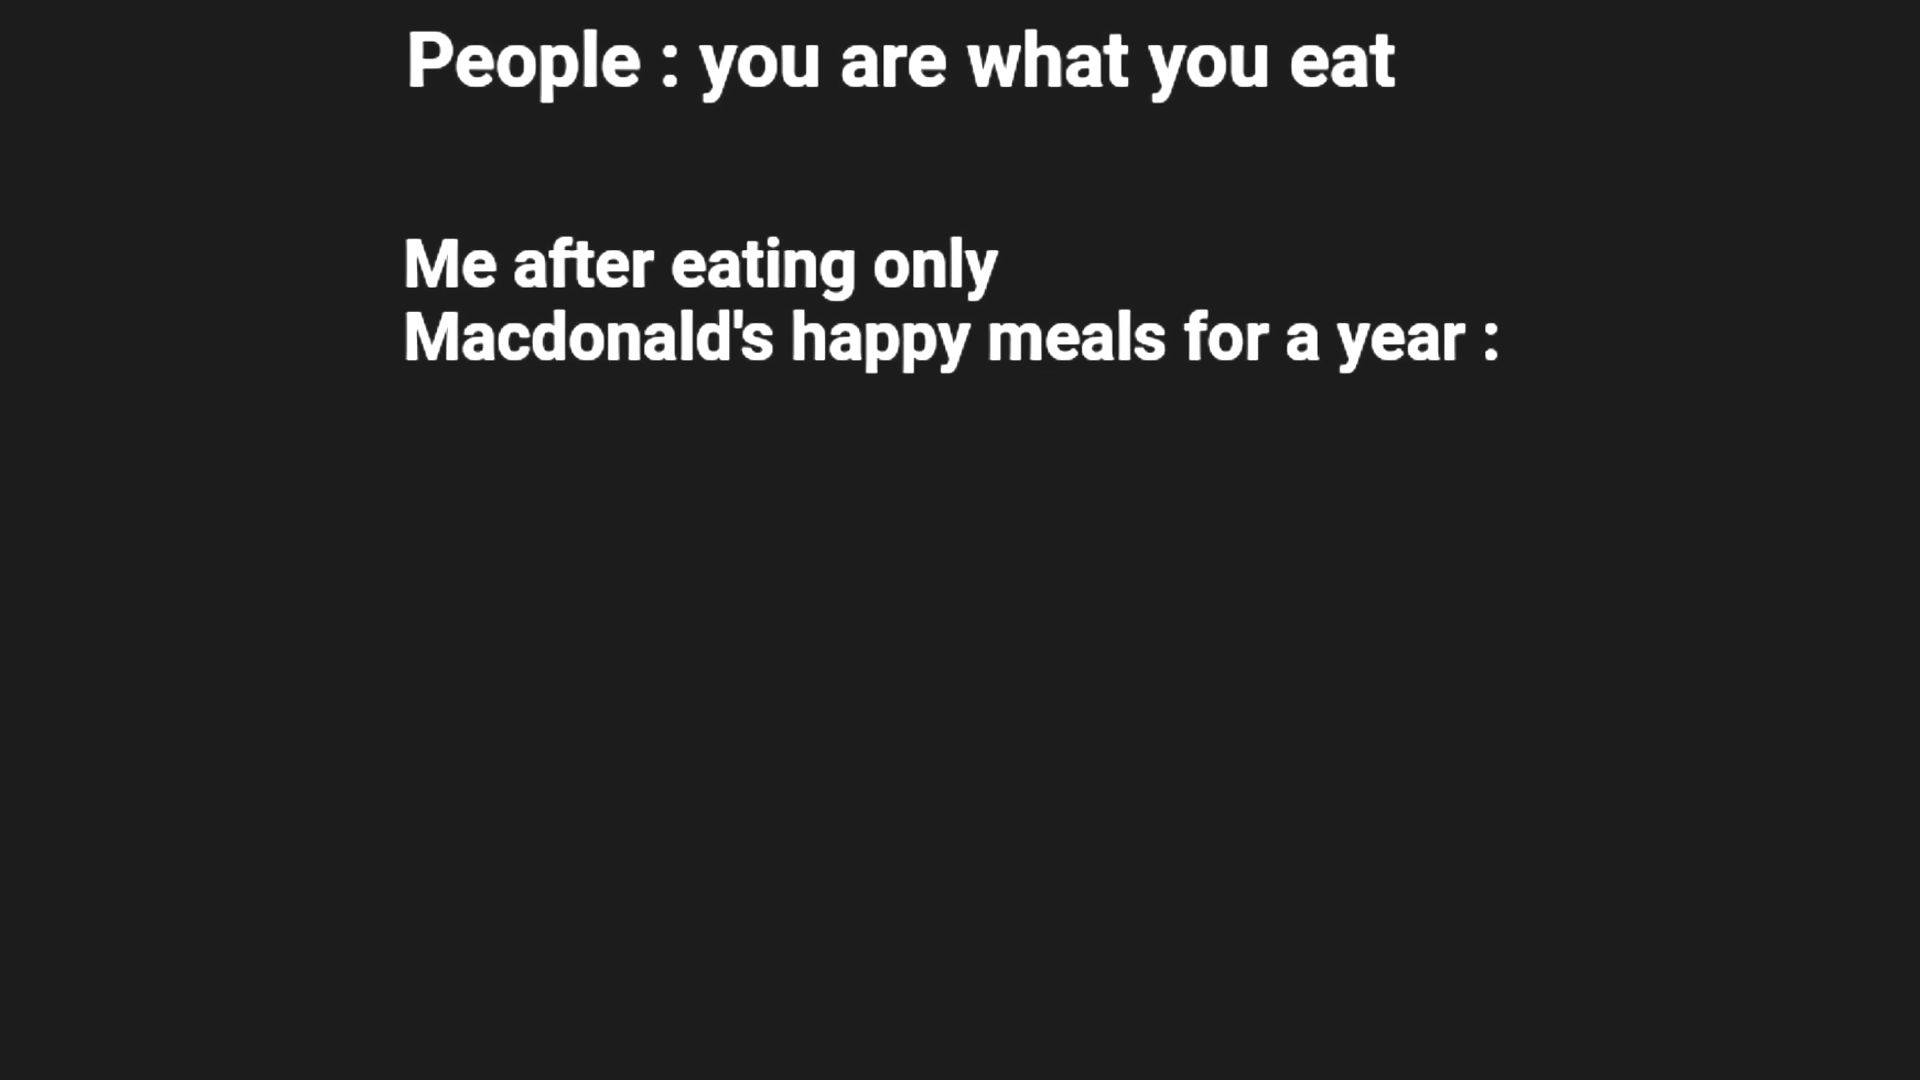 People : you are what you eat
Me after eating only
Macdonald's happy meals for a year :